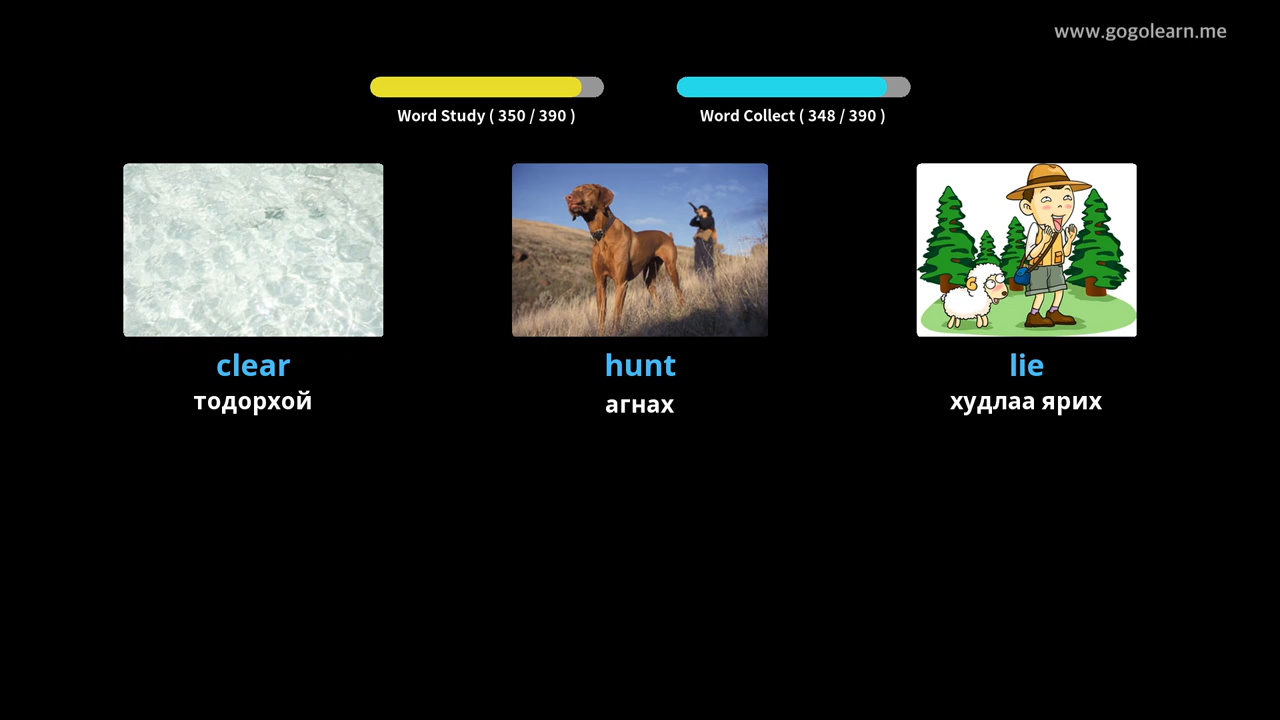 www.gogolearn.me
Word Study ( 350 / 390 )
Word Collect ( 348 / 390 )
clear
тодорхой
hunt
агнах
lie
худлаа ярих